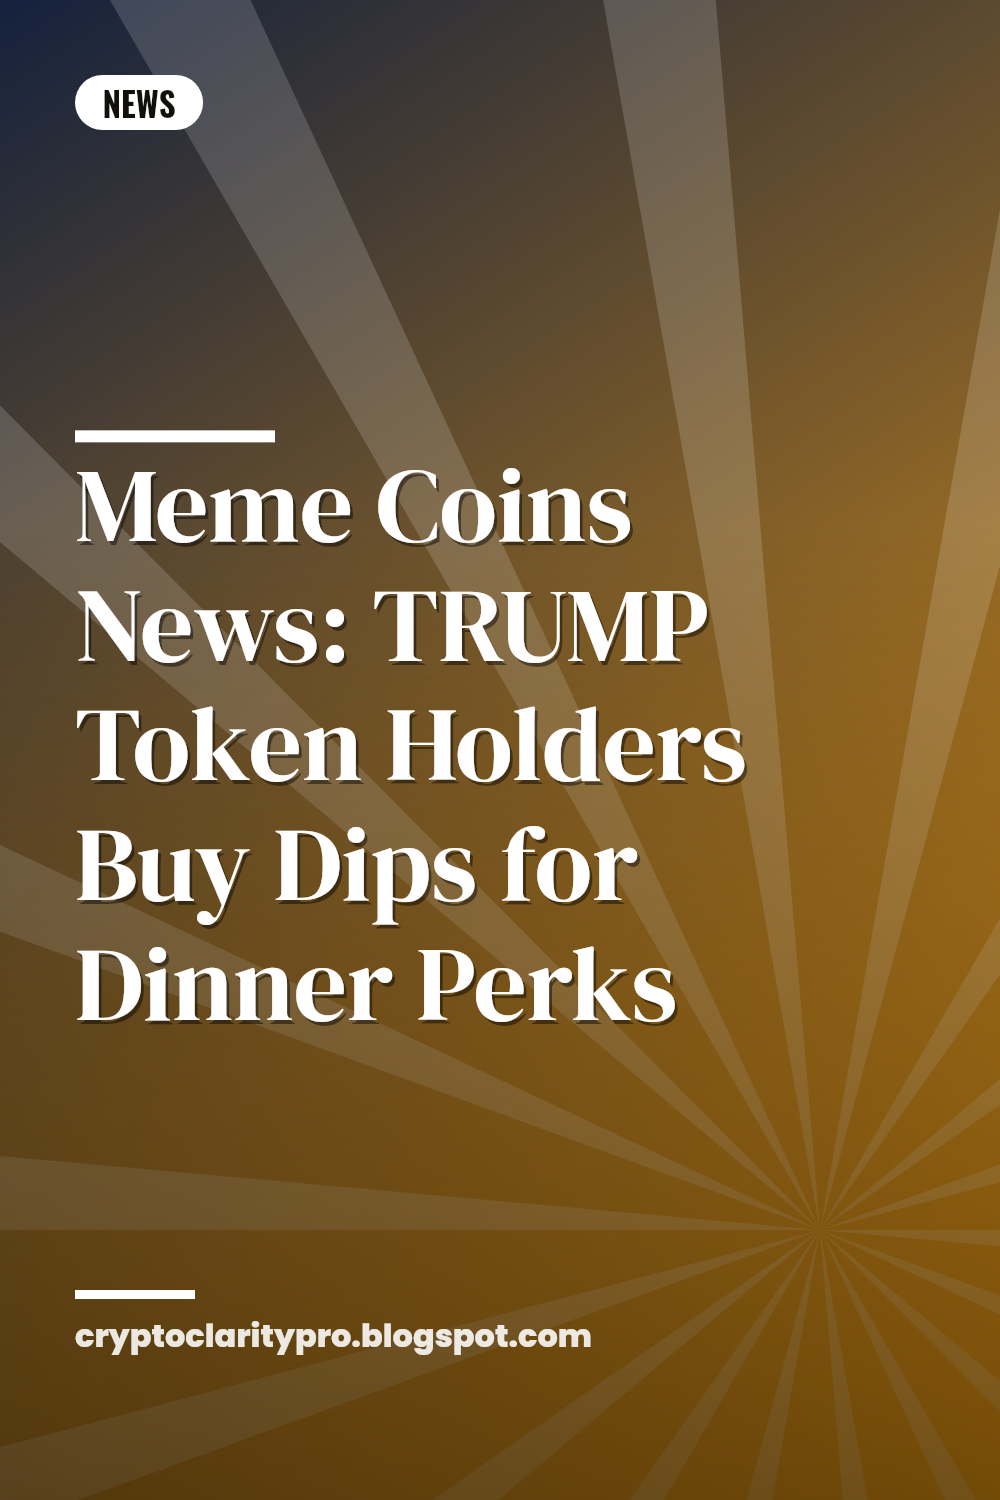 NEWS
Meme Coins
News: TRUMP
Token Holders
Buy Dips for
Dinner Perks
cryptoclaritypro.blogspot.com